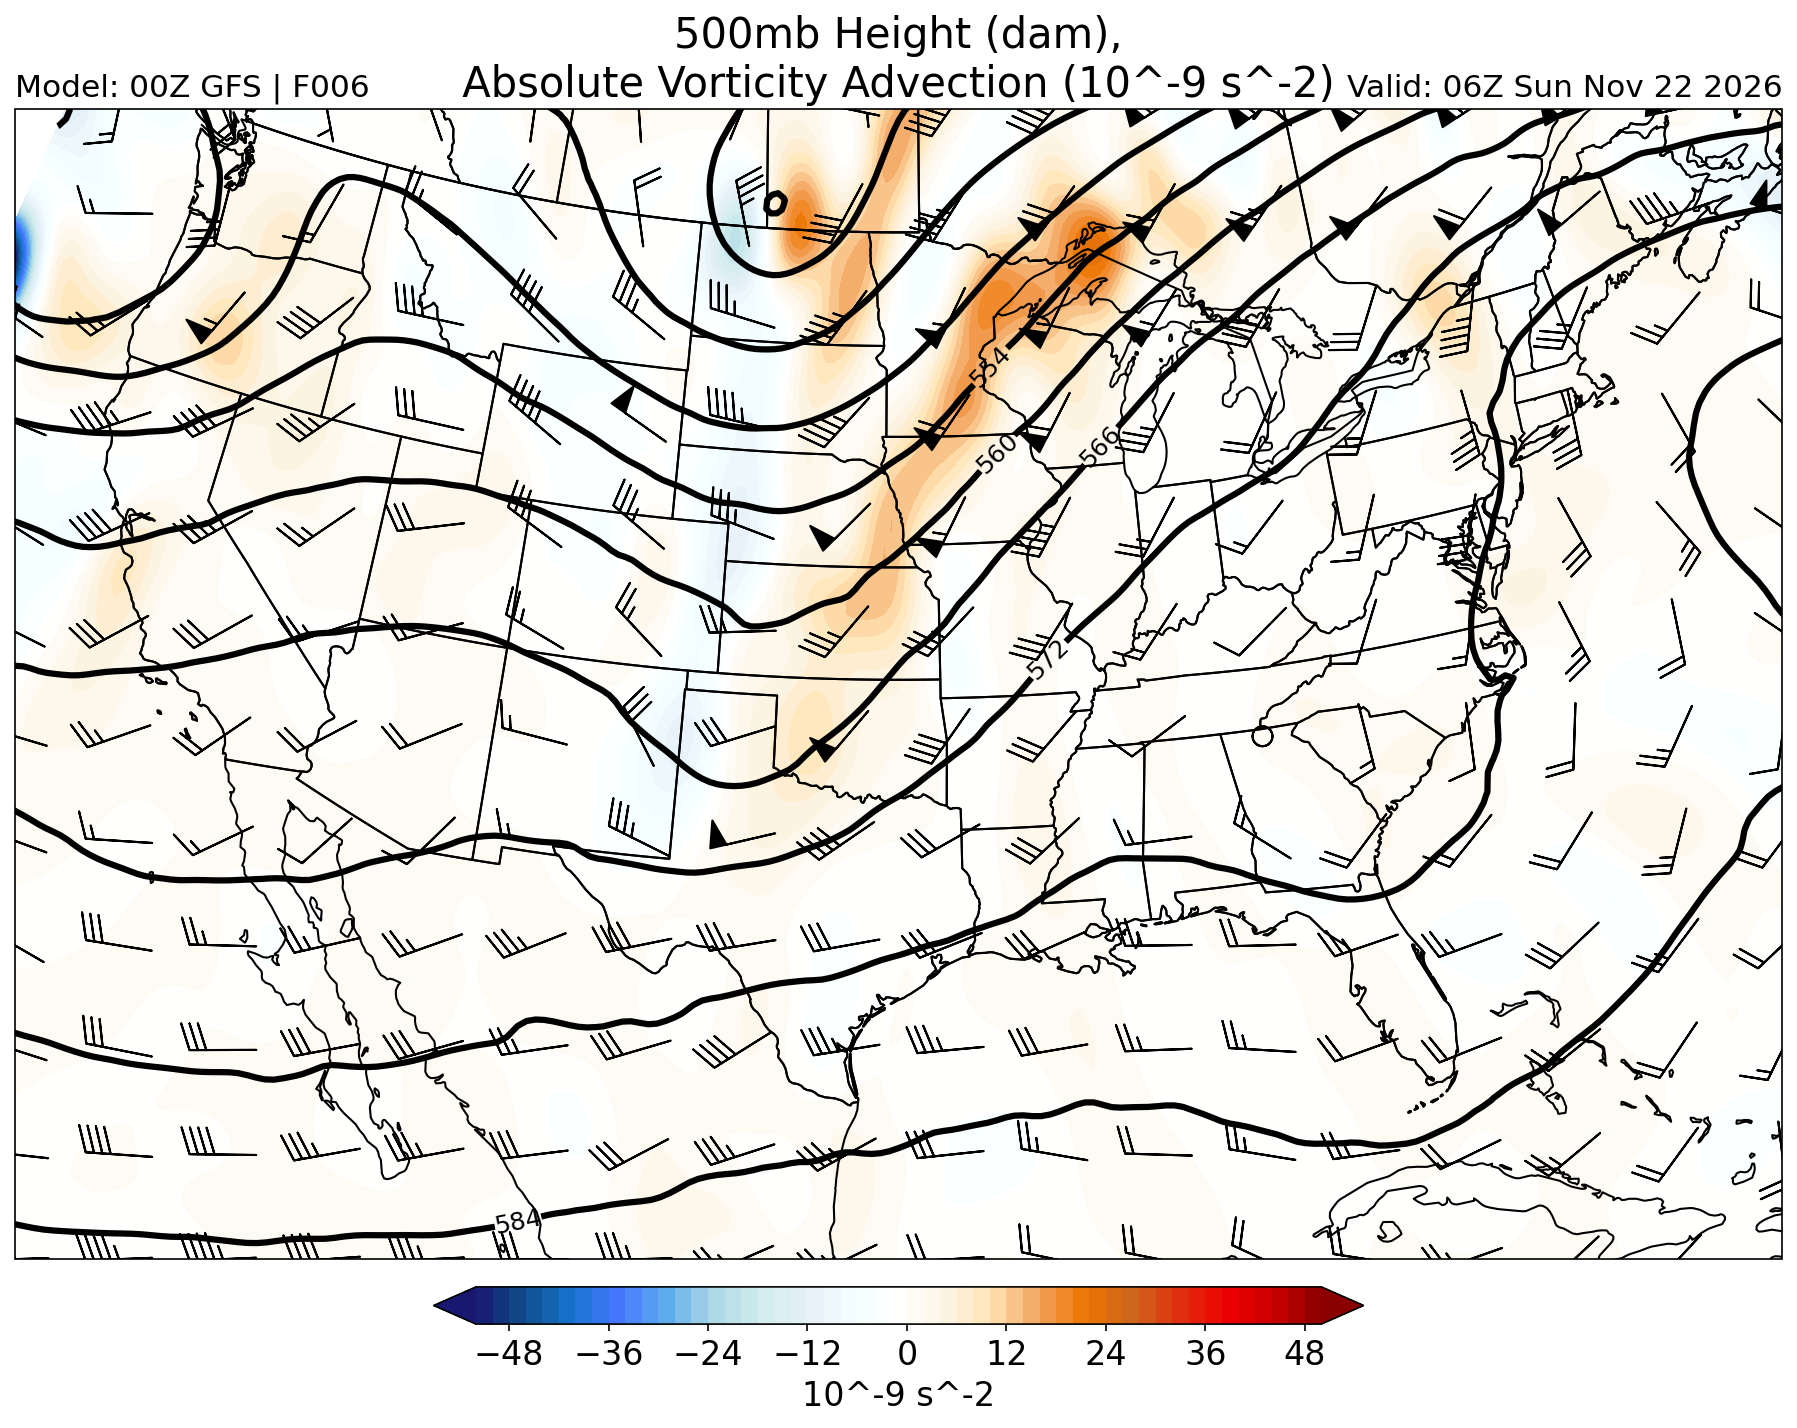 500mb Height (dam),
Model: 00Z GFS | F006
Absolute Vorticity Advection (10^-9 s^-2)
Valid: 06Z Sun Nov 22 2026
554
560
566
572
584
−48 −36 −24 −12 0 12 24 36 48
10^-9 s^-2